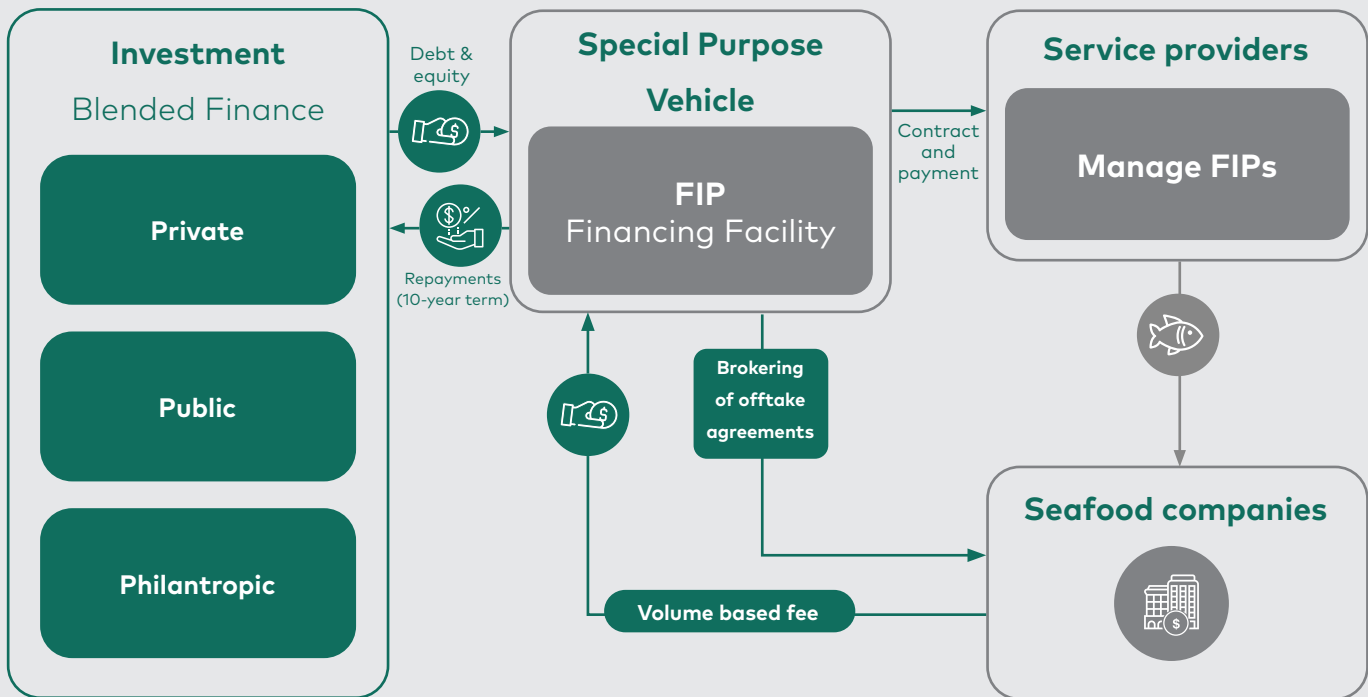 Investment
Blended Finance
Private
Public
Philantropic
Debt &
equity
$
$%
Repayments
(10-year term)
Special Purpose
Vehicle
FIP
Financing Facility
Contract
and
payment
Service providers
Manage FIPs
$
Brokering
of offtake
agreements
Volume based fee
Seafood companies
$